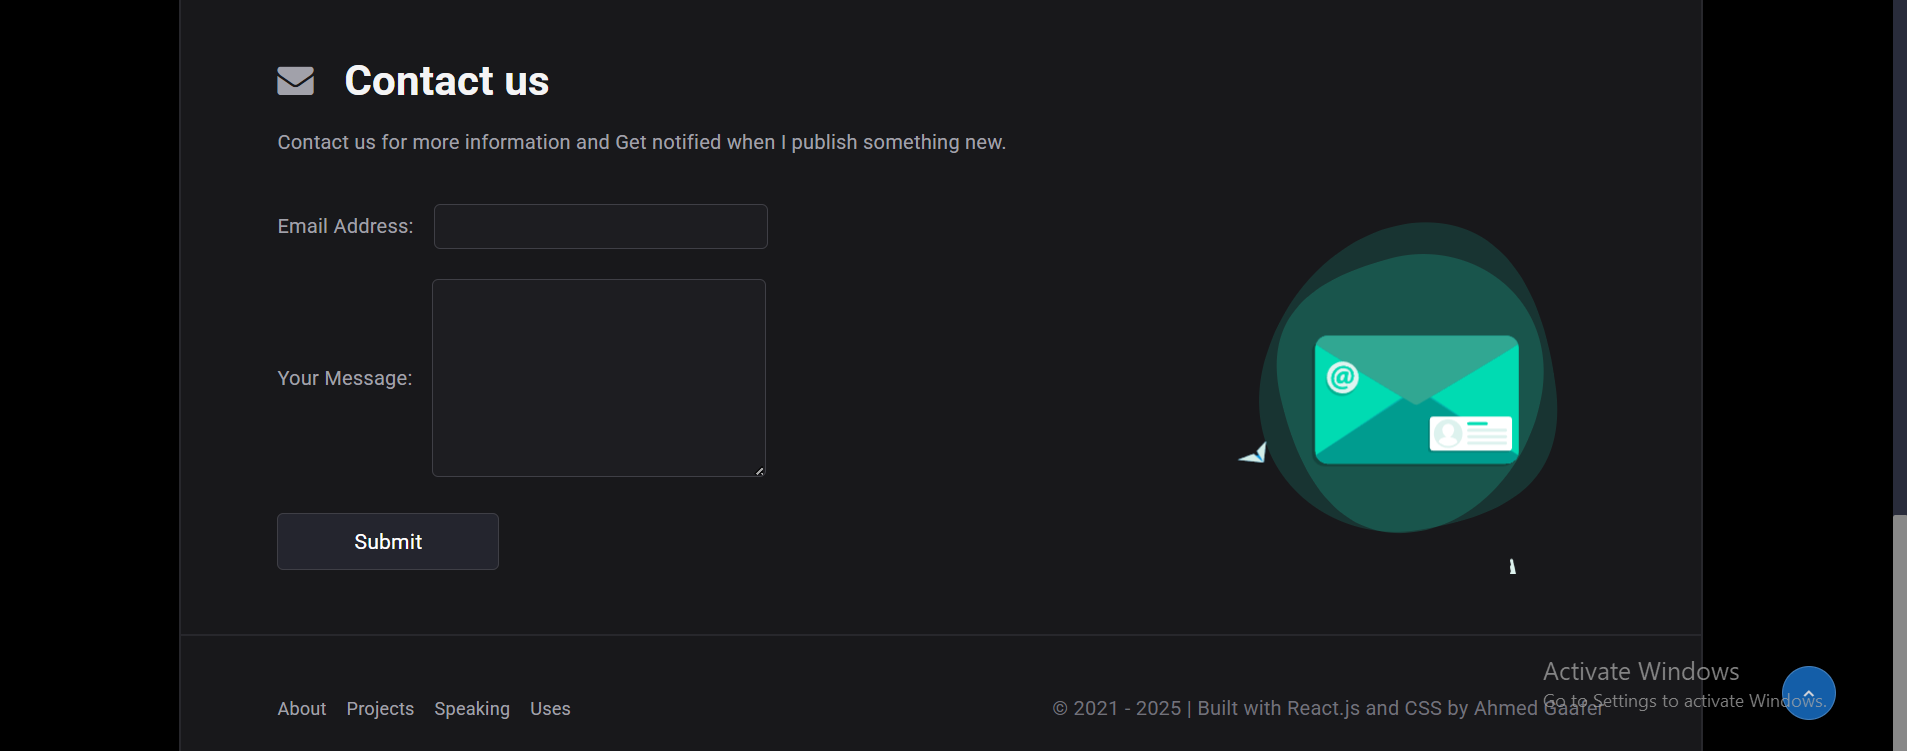 Contact us
Contact us for more information and Get notified when I publish something new.
Email Address:
Your Message:
@
Submit
About Projects Speaking Uses
© 2021 - 2025 | Built with React.js and CSS by Ahmed Gaafer
Activate Windows
Go to Settings to activate Windows.